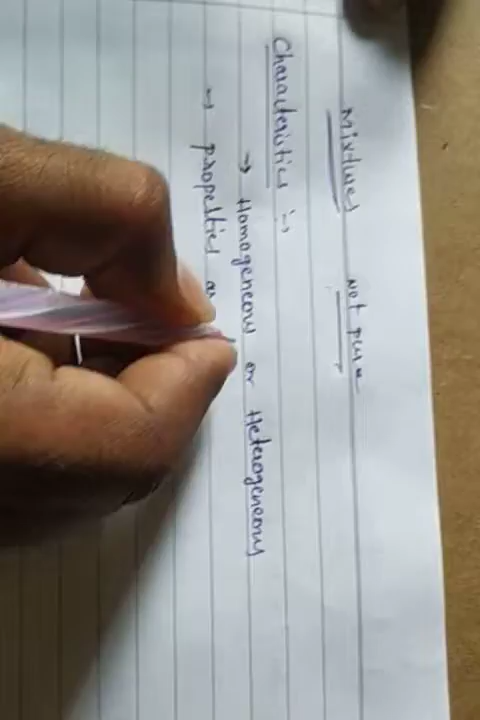 Mixtures not pure
Characteristics :-
→ Homogeneous or Heterogeneous
→ properties